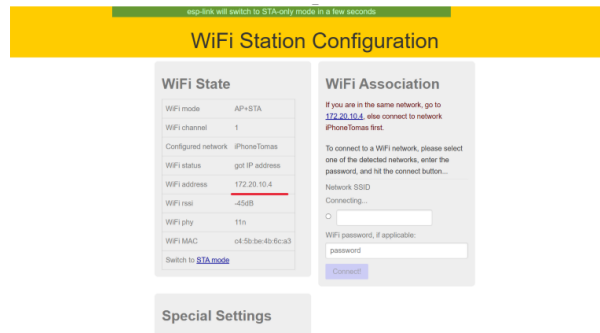 esp-link will switch to STA-only mode in a few seconds
WiFi Station Configuration
WiFi State
WiFi mode AP+STA
WiFi channel 1
Configured network iPhoneTomas
WiFi status got IP address
WiFi address 172.20.10.4
WiFi rssi -45dB
WiFi phy 11n
WiFi MAC c4:5b:be:4b:6c:a3
Switch to STA mode
WiFi Association
If you are in the same network, go to
172.20.10.4, else connect to network
iPhoneTomas first.
To connect to a WiFi network, please select
one of the detected networks, enter the
password, and hit the connect button...
Network SSID
Connecting...
WiFi password, if applicable:
password
Connect!
Special Settings